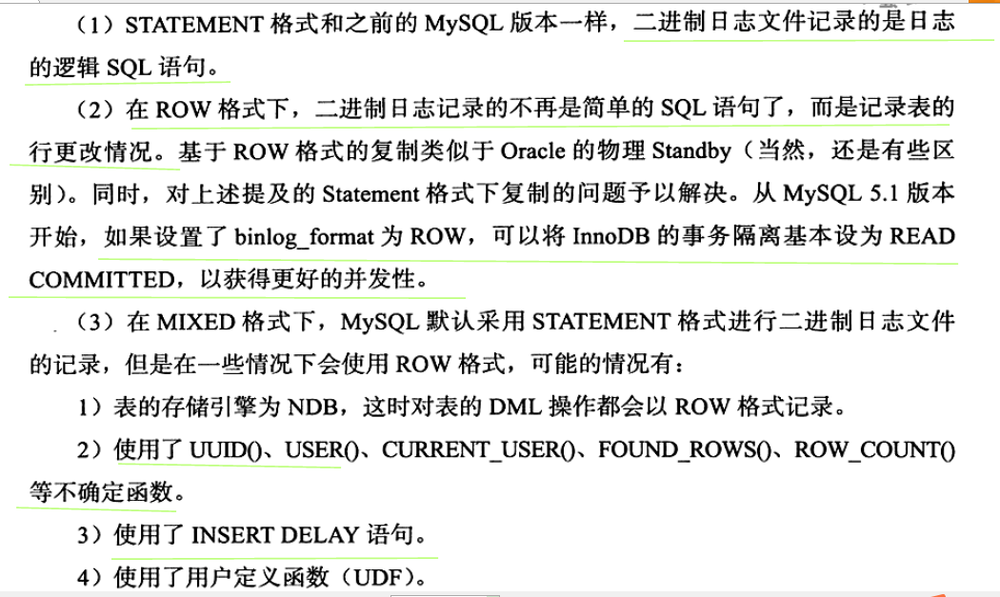 （1）STATEMENT 格式和之前的 MySQL 版本一样，二进制日志文件记录的是日志
的逻辑 SQL 语句。
（2）在 ROW 格式下，二进制日志记录的不再是简单的 SQL 语句了，而是记录表的
行更改情况。基于 ROW 格式的复制类似于 Oracle 的物理 Standby（当然，还是有些区
别）。同时，对上述提及的 Statement 格式下复制的问题予以解决。从 MySQL 5.1 版本
开始，如果设置了 binlog_format 为 ROW，可以将 InnoDB 的事务隔离基本设为 READ
COMMITTED，以获得更好的并发性。
（3）在 MIXED 格式下，MySQL 默认采用 STATEMENT 格式进行二进制日志文件
的记录，但是在一些情况下会使用 ROW 格式，可能的情况有：
1）表的存储引擎为 NDB，这时对表的 DML 操作都会以 ROW 格式记录。
2）使用了 UUID()、USER()、CURRENT_USER()、FOUND_ROWS()、ROW_COUNT()
等不确定函数。
3）使用了 INSERT DELAY 语句。
4）使用了用户定义函数（UDF）。